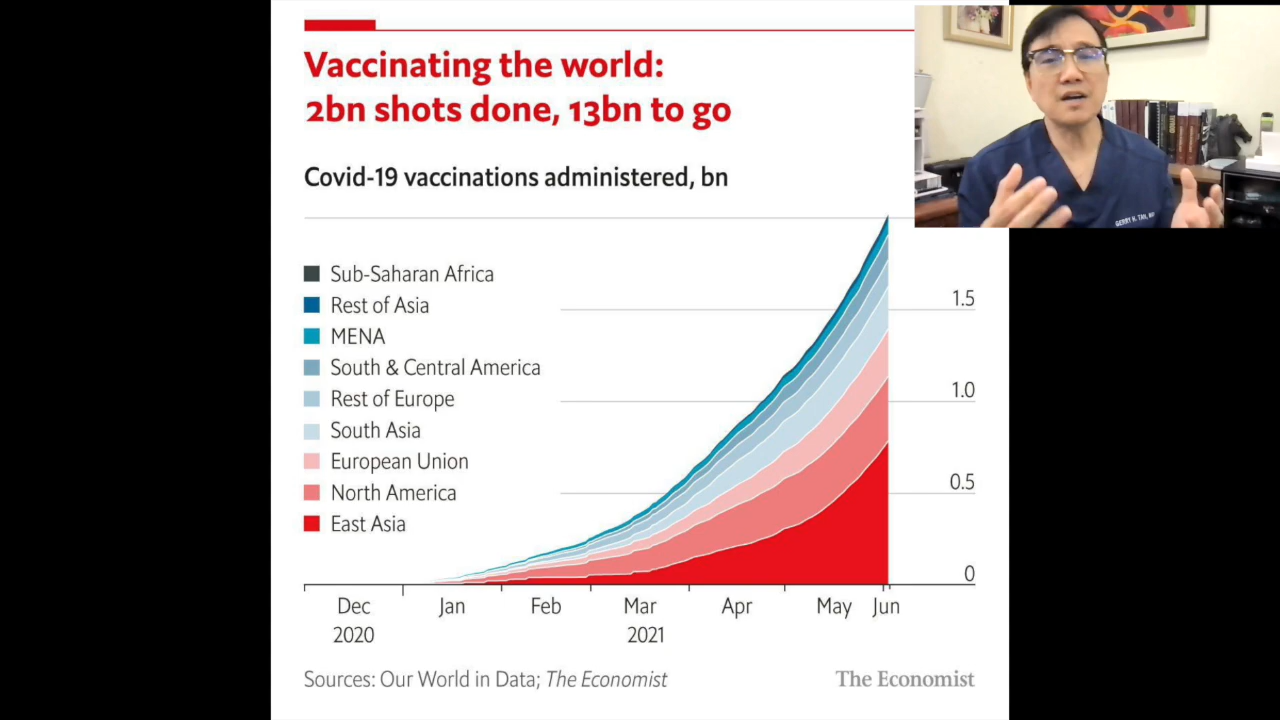 Vaccinating the world:
2bn shots done, 13bn to go
Covid-19 vaccinations administered, bn
Sub-Saharan Africa
Rest of Asia
MENA
South & Central America
Rest of Europe
South Asia
European Union
North America
East Asia
1.5
1.0
0.5
0
Dec Jan Feb Mar Apr May Jun
2020 2021
Sources: Our World in Data; The Economist
The Economist
GERRY H. TAN, MD